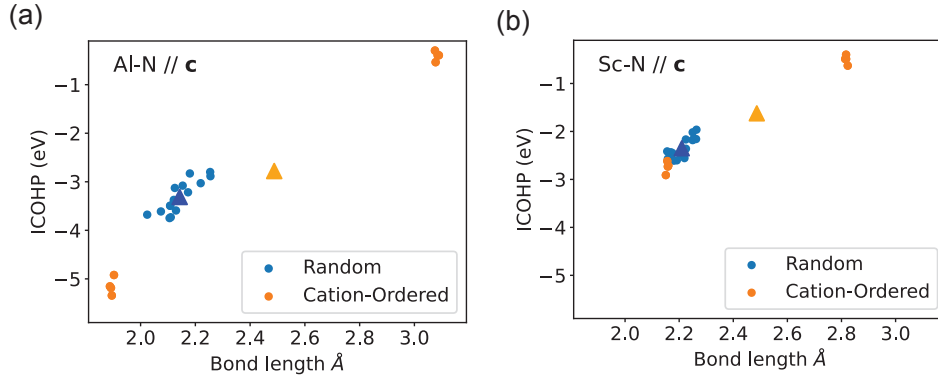 (a)
Al-N // c
ICOHP (eV)
−1
−2
−3
−4
−5
Random
Cation-Ordered
2.0 2.2 2.4 2.6 2.8 3.0
Bond length Å
(b)
Sc-N // c
ICOHP (eV)
−1
−2
−3
−4
−5
Random
Cation-Ordered
2.0 2.2 2.4 2.6 2.8 3.0
Bond length Å